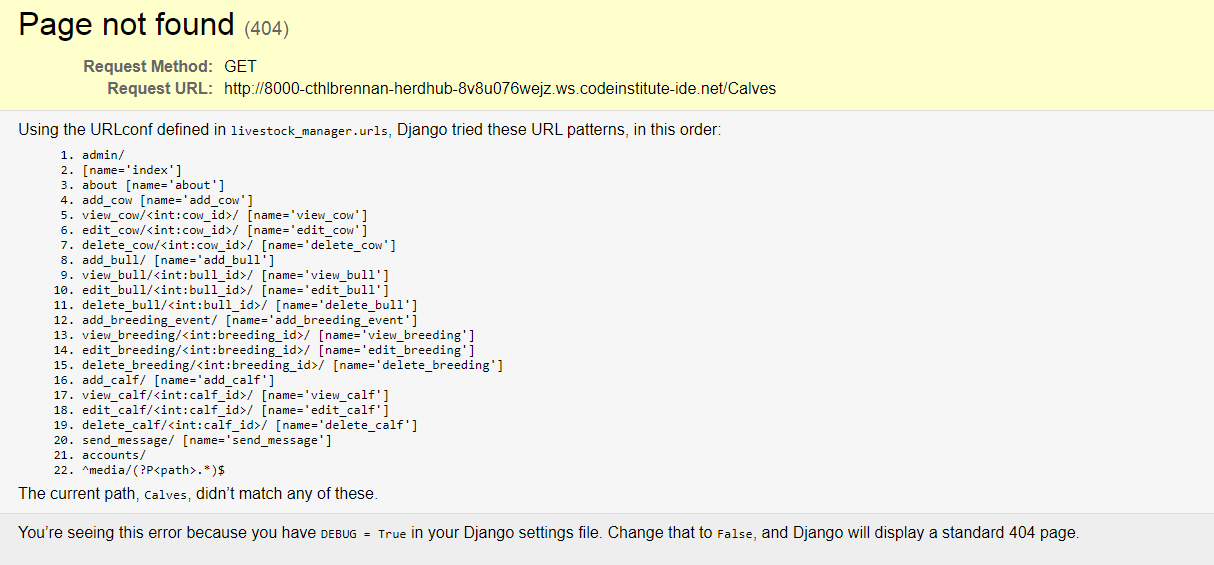 Page not found (404)
Request Method: GET
Request URL: http://8000-cthlbrennan-herdhub-8v8u076wejz.ws.codeinstitute-ide.net/Calves
Using the URLconf defined in livestock_manager.urls, Django tried these URL patterns, in this order:
1. admin/
2. [name='index']
3. about [name='about']
4. add_cow [name='add_cow']
5. view_cow/<int:cow_id>/ [name='view_cow']
6. edit_cow/<int:cow_id>/ [name='edit_cow']
7. delete_cow/<int:cow_id>/ [name='delete_cow']
8. add_bull/ [name='add_bull']
9. view_bull/<int:bull_id>/ [name='view_bull']
10. edit_bull/<int:bull_id>/ [name='edit_bull']
11. delete_bull/<int:bull_id>/ [name='delete_bull']
12. add_breeding_event/ [name='add_breeding_event']
13. view_breeding/<int:breeding_id>/ [name='view_breeding']
14. edit_breeding/<int:breeding_id>/ [name='edit_breeding']
15. delete_breeding/<int:breeding_id>/ [name='delete_breeding']
16. add_calf/ [name='add_calf']
17. view_calf/<int:calf_id>/ [name='view_calf']
18. edit_calf/<int:calf_id>/ [name='edit_calf']
19. delete_calf/<int:calf_id>/ [name='delete_calf']
20. send_message/ [name='send_message']
21. accounts/
22. ^media/(?P<path>.*)$
The current path, Calves, didn’t match any of these.
You’re seeing this error because you have DEBUG = True in your Django settings file. Change that to False, and Django will display a standard 404 page.